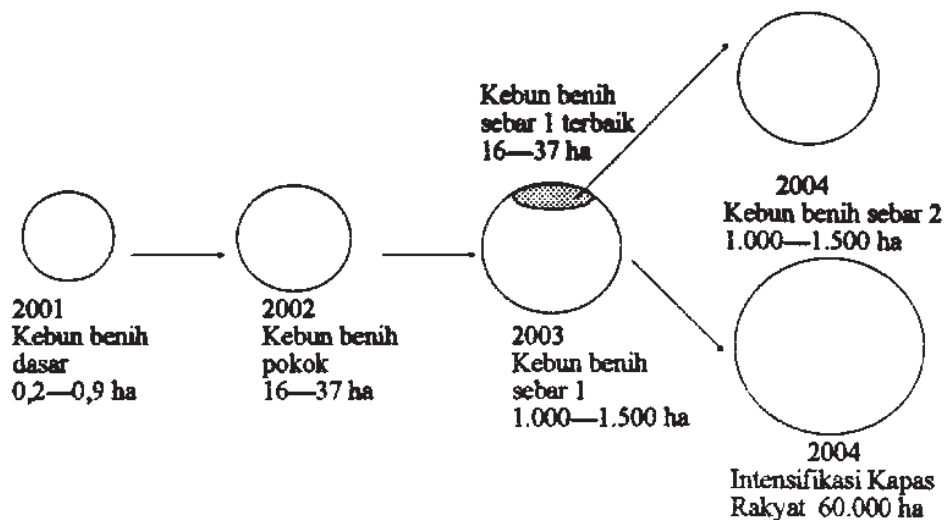 2001
Kebun benih
dasar
0,2—0,9 ha
2002
Kebun benih
pokok
16—37 ha
Kebun benih
sebar 1 terbaik
16—37 ha
2003
Kebun benih
sebar 1
1.000—1.500 ha
2004
Kebun benih sebar 2
1.000—1.500 ha
2004
Intensifikasi Kapas
Rakyat 60.000 ha